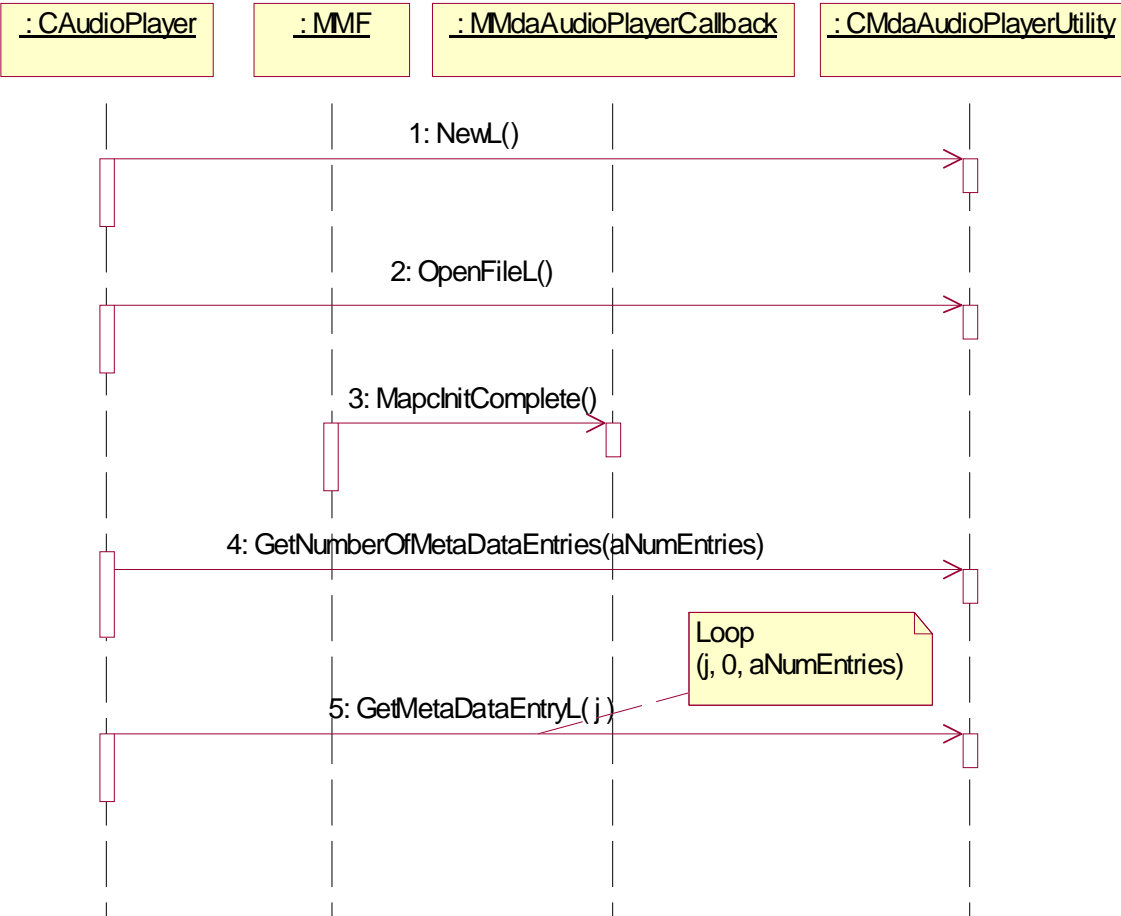 : CAudioPlayer
: MMF
: MMdaAudioPlayerCallback
: CMdaAudioPlayerUtility
1: NewL()
2: OpenFileL()
3: MapcInitComplete()
4: GetNumberOfMetaDataEntries(aNumEntries)
Loop
(j, 0, aNumEntries)
5: GetMetaDataEntryL( j )